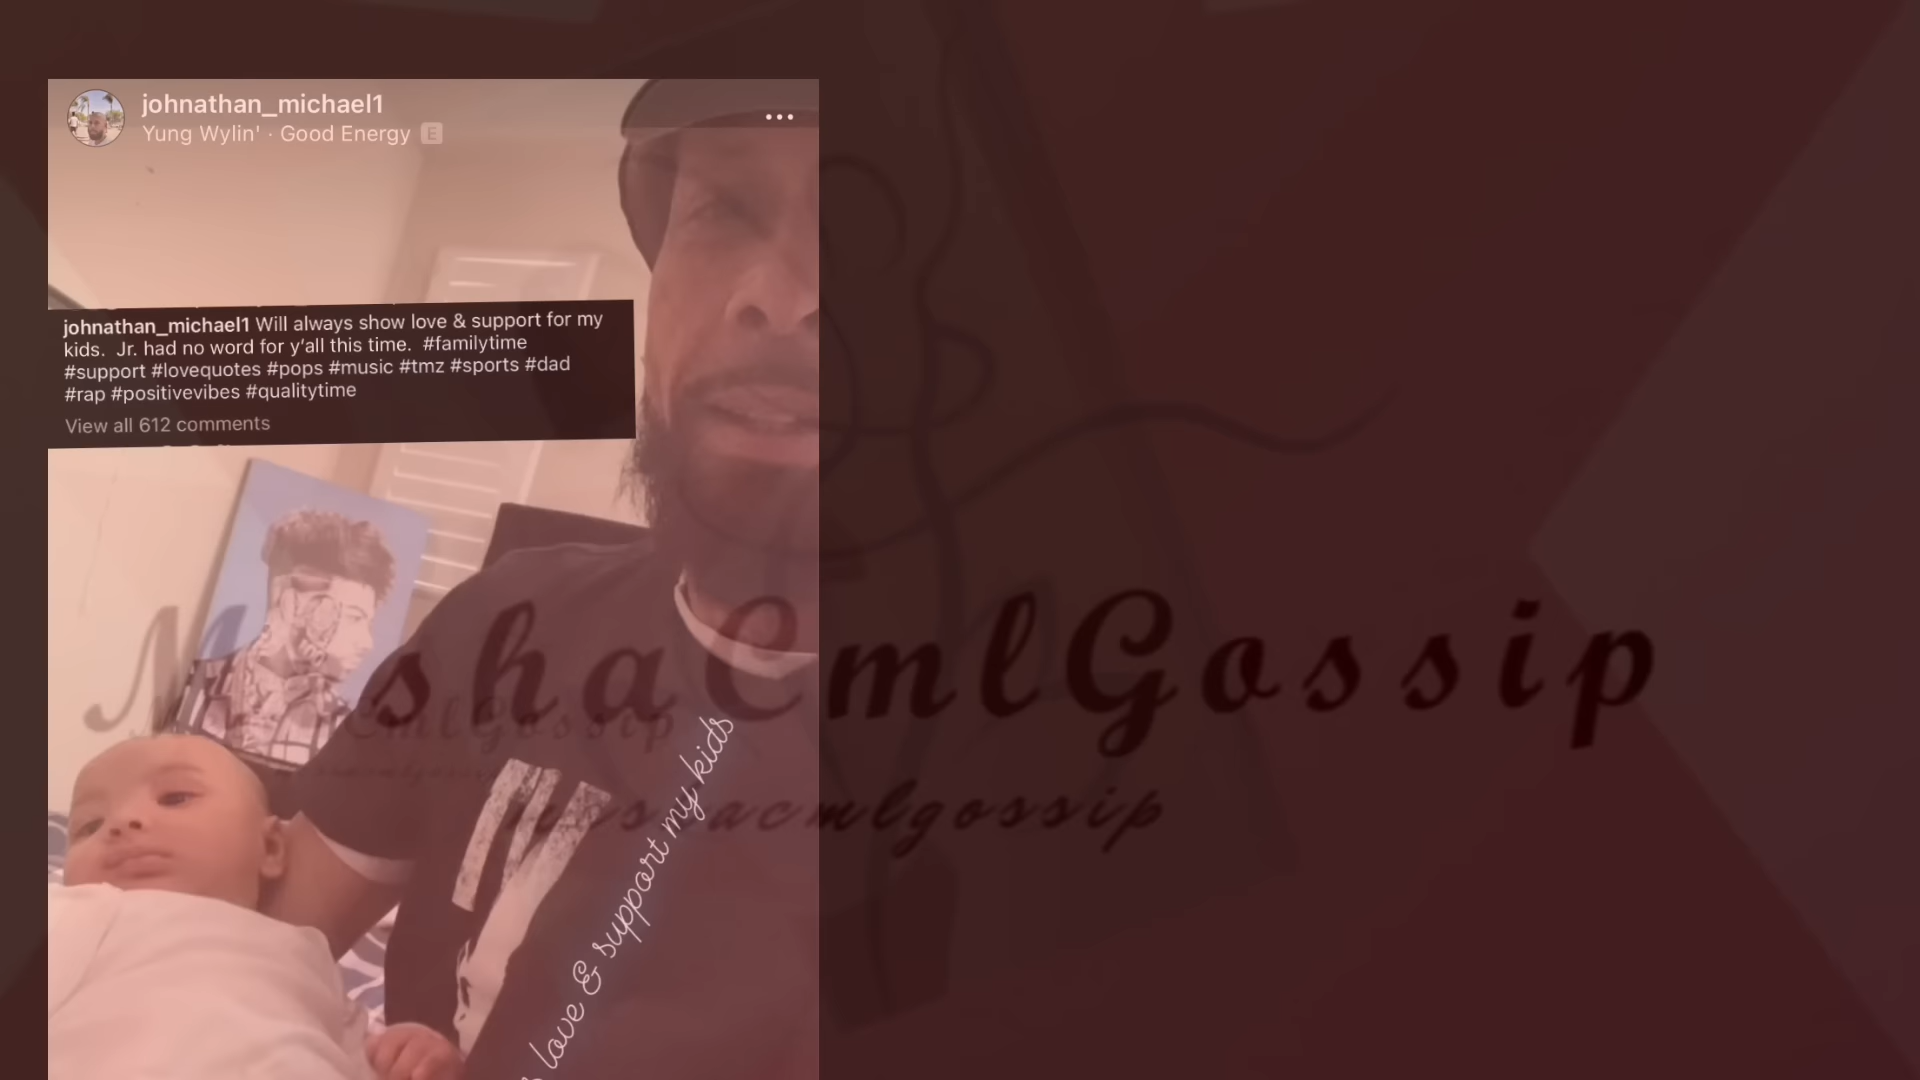 johnathan_michael1
Yung Wylin' · Good Energy E
johnathan_michael1 Will always show love & support for my
kids. Jr. had no word for y'all this time. #familytime
#support #lovequotes #pops #music #tmz #sports #dad
#rap #positivevibes #qualitytime
View all 612 comments
love & support my kids
CmlGossip